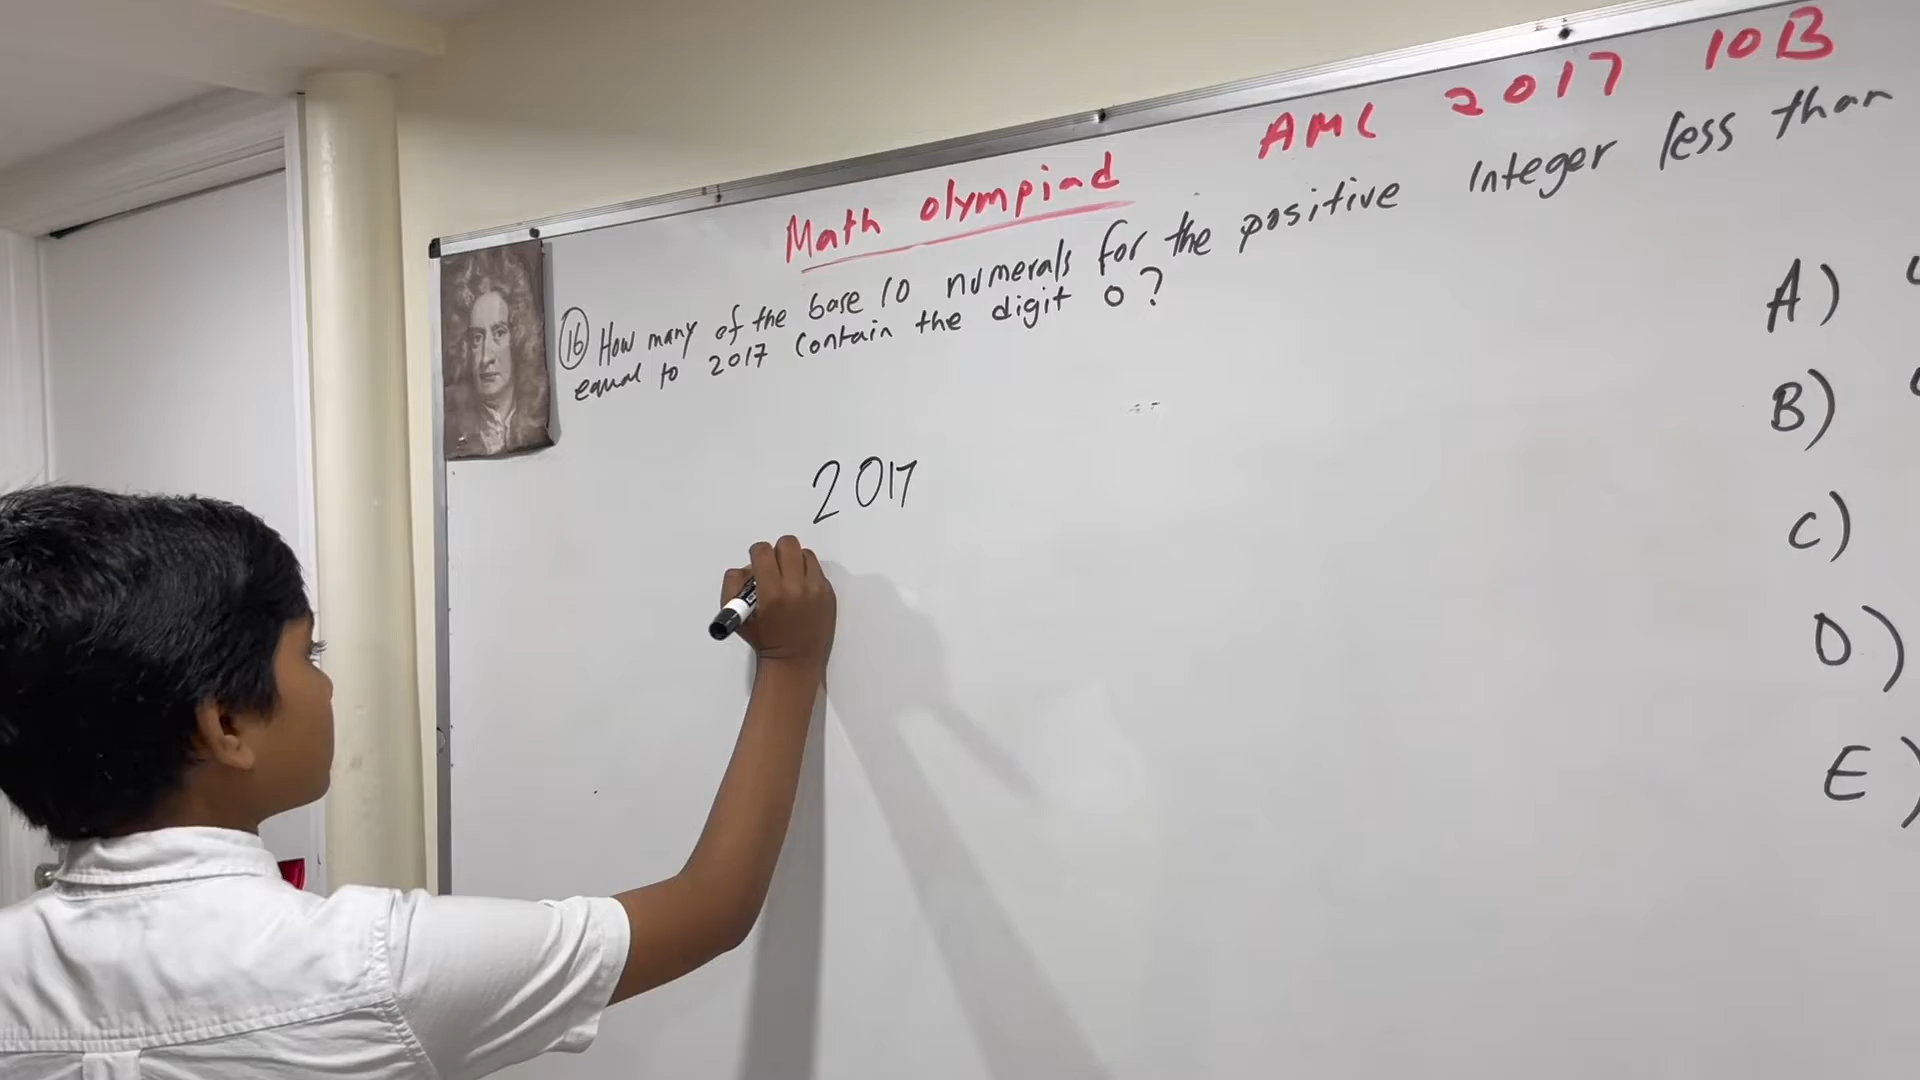 AMC 2017 10B
Math olympiad
16 How many of the base 10 numerals for the positive Integer less than
equal to 2017 contain the digit 0?
2017
A)
B)
C)
D)
E)